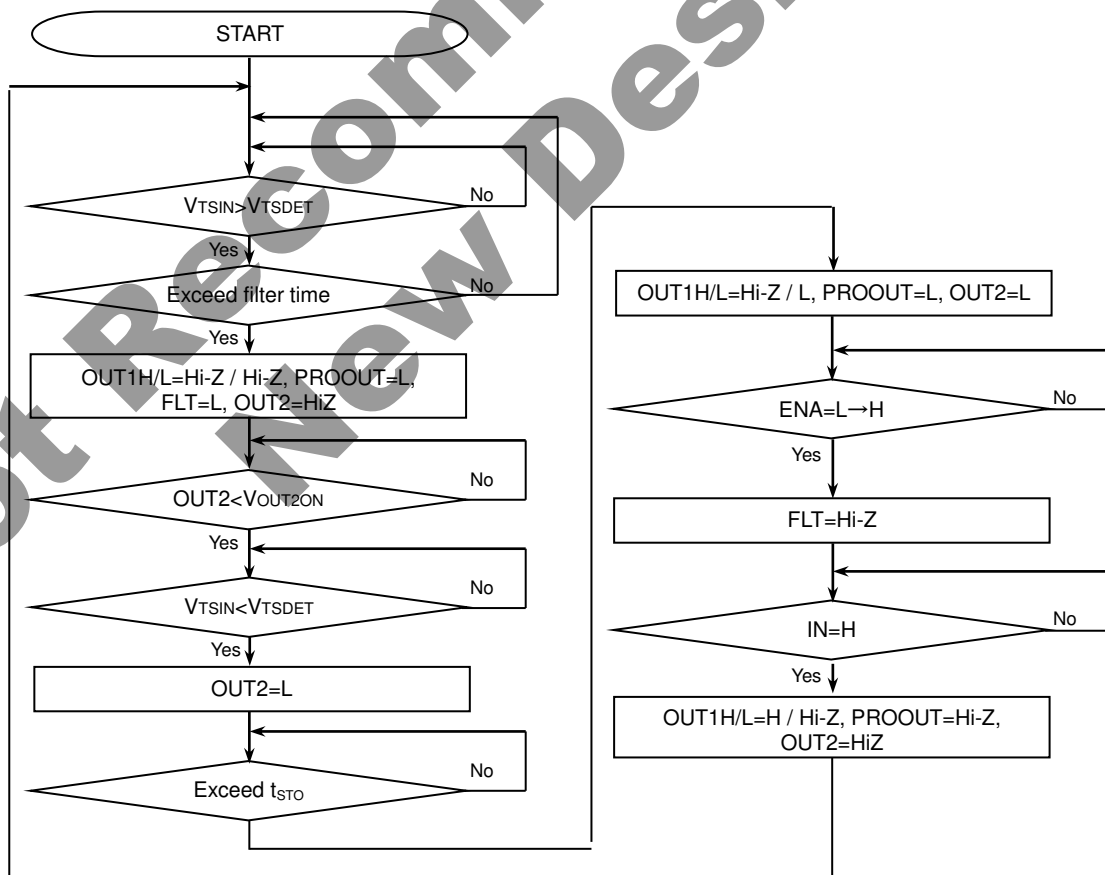 START
VTSIN>VTSDET
No
Yes
Exceed filter time
No
Yes
OUT1H/L=Hi-Z / Hi-Z, PROOUT=L,
FLT=L, OUT2=HiZ
OUT2<VOUT2ON
No
Yes
VTSIN<VTSDET
No
Yes
OUT2=L
Exceed tSTO
No
OUT1H/L=Hi-Z / L, PROOUT=L, OUT2=L
ENA=L→H
No
Yes
FLT=Hi-Z
IN=H
No
Yes
OUT1H/L=H / Hi-Z, PROOUT=Hi-Z,
OUT2=HiZ
New Des